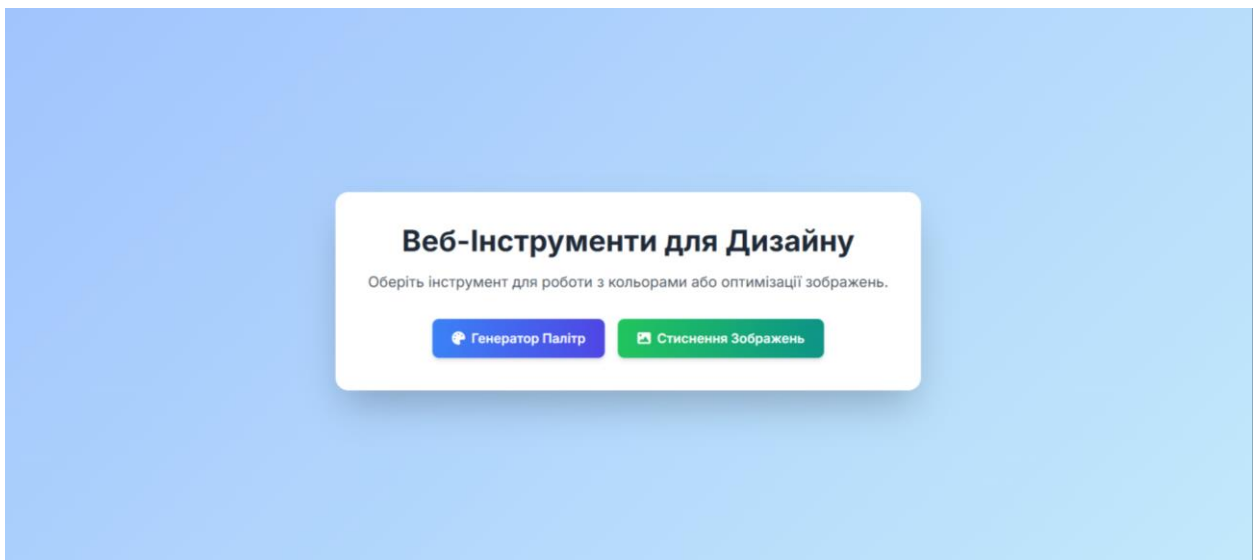 Веб-Інструменти для Дизайну
Оберіть інструмент для роботи з кольорами або оптимізації зображень.
Генератор Палітр
Стиснення Зображень